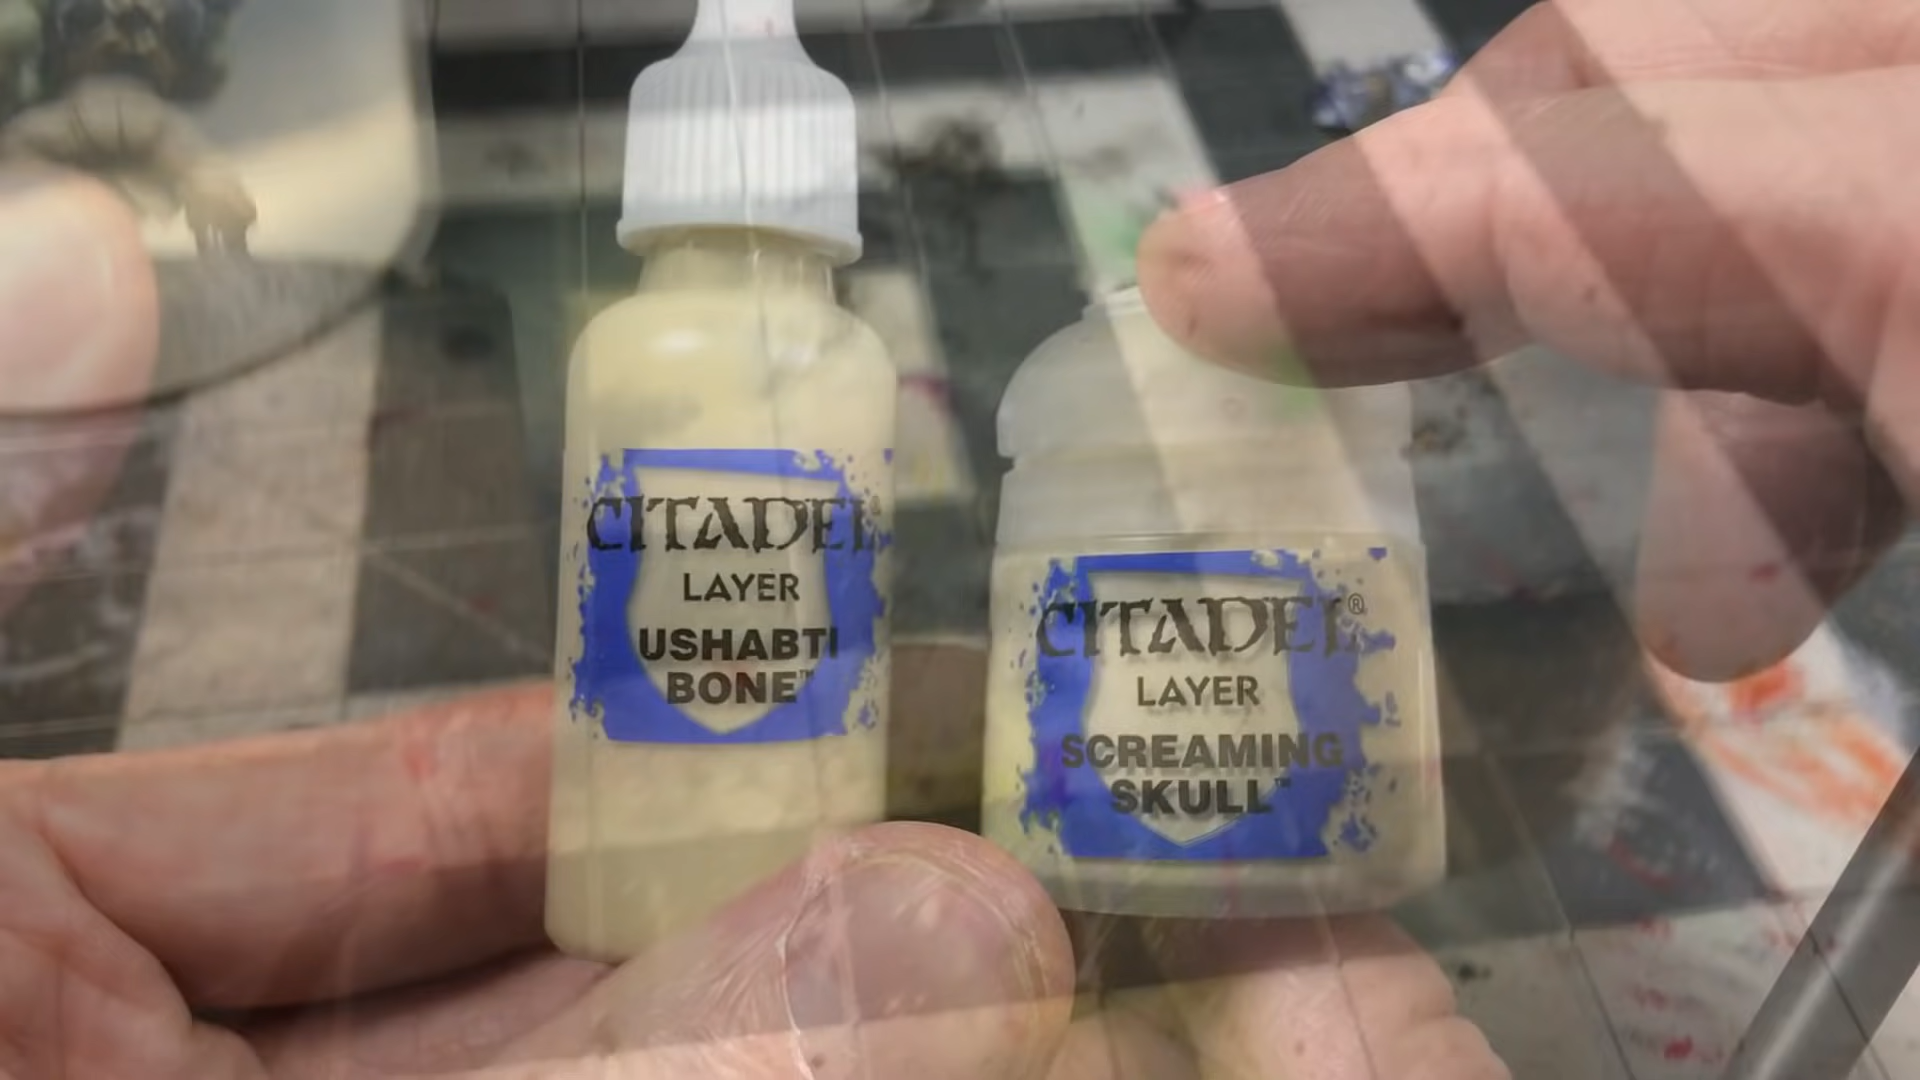 CITADEL®
LAYER
USHABTI
BONE™
CITADEL®
LAYER
SCREAMING
SKULL™